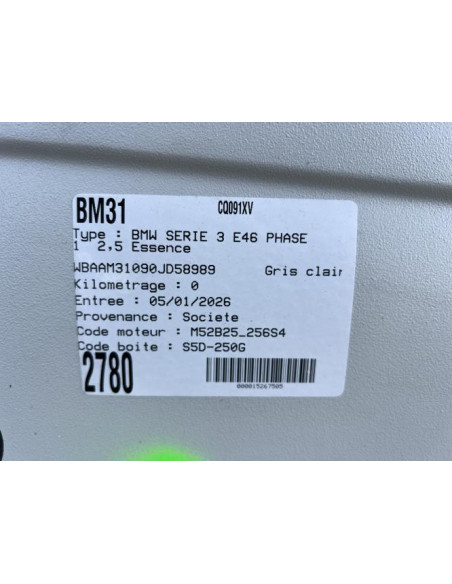 BM31 CQ091XV
Type : BMW SERIE 3 E46 PHASE
1 2,5 Essence
WBAAM31090JD58989 Gris clair
Kilometrage : 0
Entree : 05/01/2026
Provenance : Societe
Code moteur : M52B25_256S4
Code boite : S5D-250G
2780
000015267505